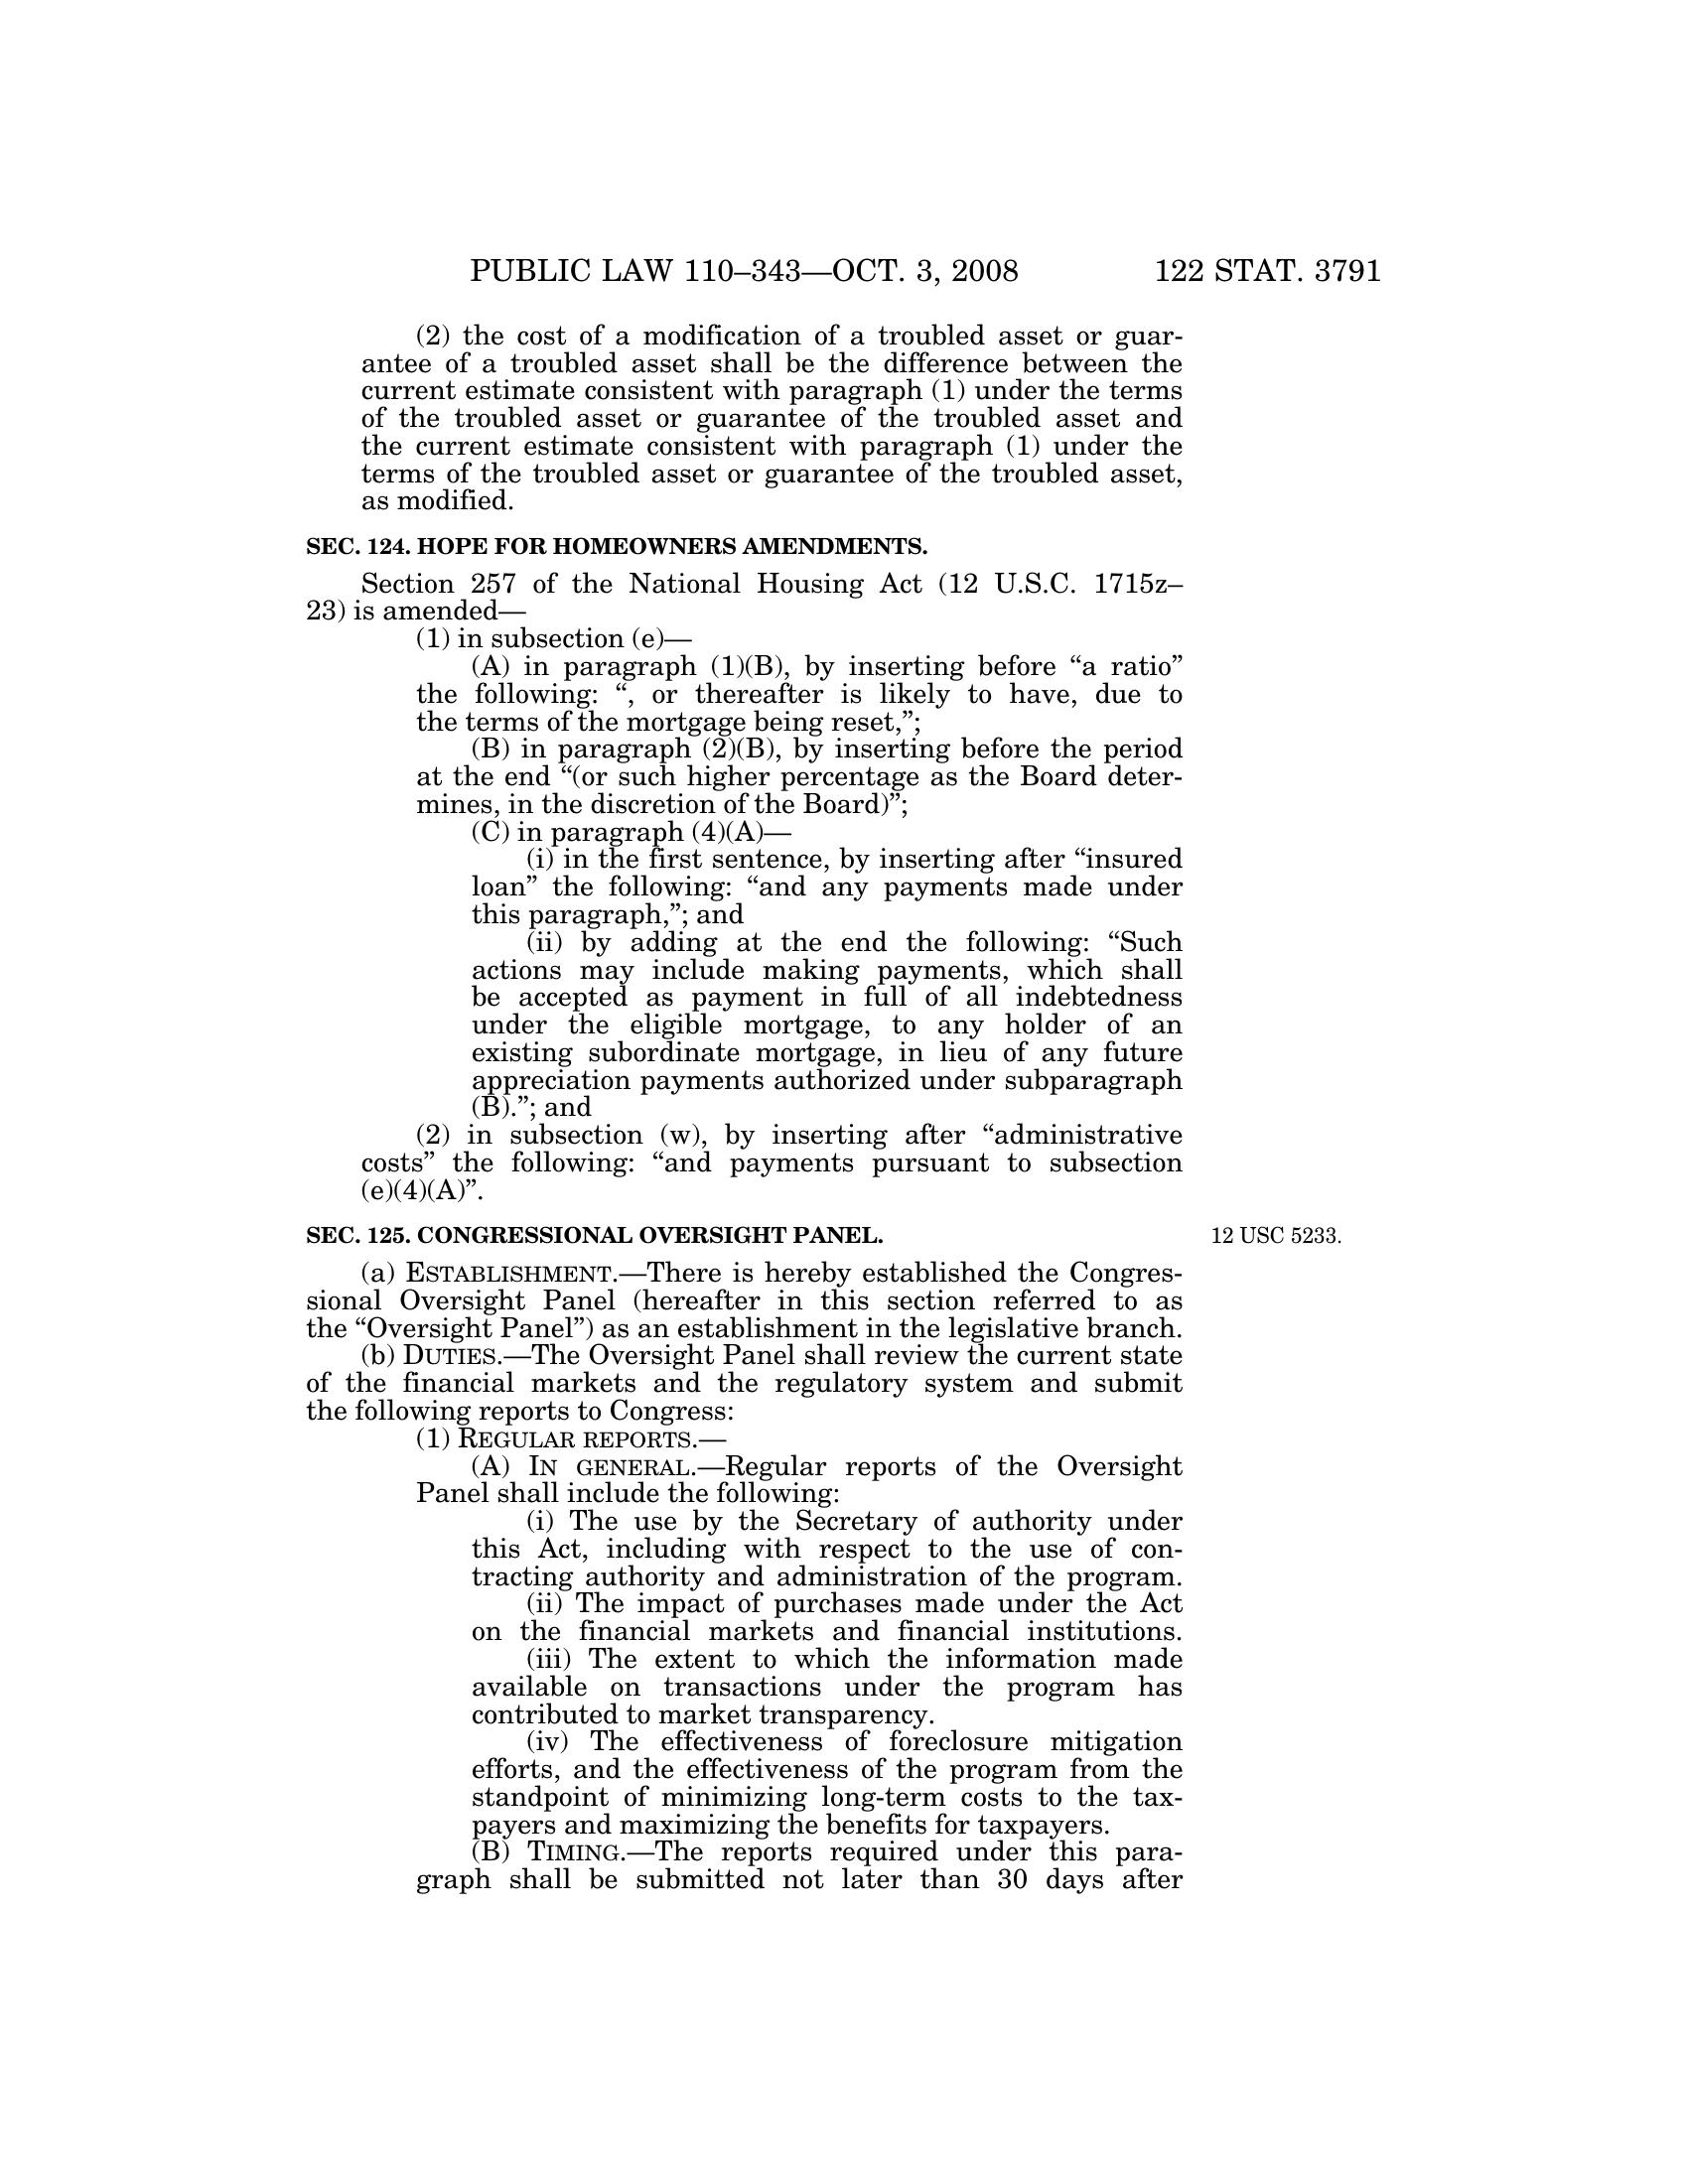 PUBLIC LAW 110–343—OCT. 3, 2008 122 STAT. 3791
(2) the cost of a modification of a troubled asset or guar-
antee of a troubled asset shall be the difference between the
current estimate consistent with paragraph (1) under the terms
of the troubled asset or guarantee of the troubled asset and
the current estimate consistent with paragraph (1) under the
terms of the troubled asset or guarantee of the troubled asset,
as modified.
SEC. 124. HOPE FOR HOMEOWNERS AMENDMENTS.
Section 257 of the National Housing Act (12 U.S.C. 1715z–
23) is amended—
(1) in subsection (e)—
(A) in paragraph (1)(B), by inserting before “a ratio”
the following: “, or thereafter is likely to have, due to
the terms of the mortgage being reset,”;
(B) in paragraph (2)(B), by inserting before the period
at the end “(or such higher percentage as the Board deter-
mines, in the discretion of the Board)”;
(C) in paragraph (4)(A)—
(i) in the first sentence, by inserting after “insured
loan” the following: “and any payments made under
this paragraph,”; and
(ii) by adding at the end the following: “Such
actions may include making payments, which shall
be accepted as payment in full of all indebtedness
under the eligible mortgage, to any holder of an
existing subordinate mortgage, in lieu of any future
appreciation payments authorized under subparagraph
(B).”; and
(2) in subsection (w), by inserting after “administrative
costs” the following: “and payments pursuant to subsection
(e)(4)(A)”.
SEC. 125. CONGRESSIONAL OVERSIGHT PANEL. 12 USC 5233.
(a) ESTABLISHMENT.—There is hereby established the Congres-
sional Oversight Panel (hereafter in this section referred to as
the “Oversight Panel”) as an establishment in the legislative branch.
(b) DUTIES.—The Oversight Panel shall review the current state
of the financial markets and the regulatory system and submit
the following reports to Congress:
(1) REGULAR REPORTS.—
(A) IN GENERAL.—Regular reports of the Oversight
Panel shall include the following:
(i) The use by the Secretary of authority under
this Act, including with respect to the use of con-
tracting authority and administration of the program.
(ii) The impact of purchases made under the Act
on the financial markets and financial institutions.
(iii) The extent to which the information made
available on transactions under the program has
contributed to market transparency.
(iv) The effectiveness of foreclosure mitigation
efforts, and the effectiveness of the program from the
standpoint of minimizing long-term costs to the tax-
payers and maximizing the benefits for taxpayers.
(B) TIMING.—The reports required under this para-
graph shall be submitted not later than 30 days after